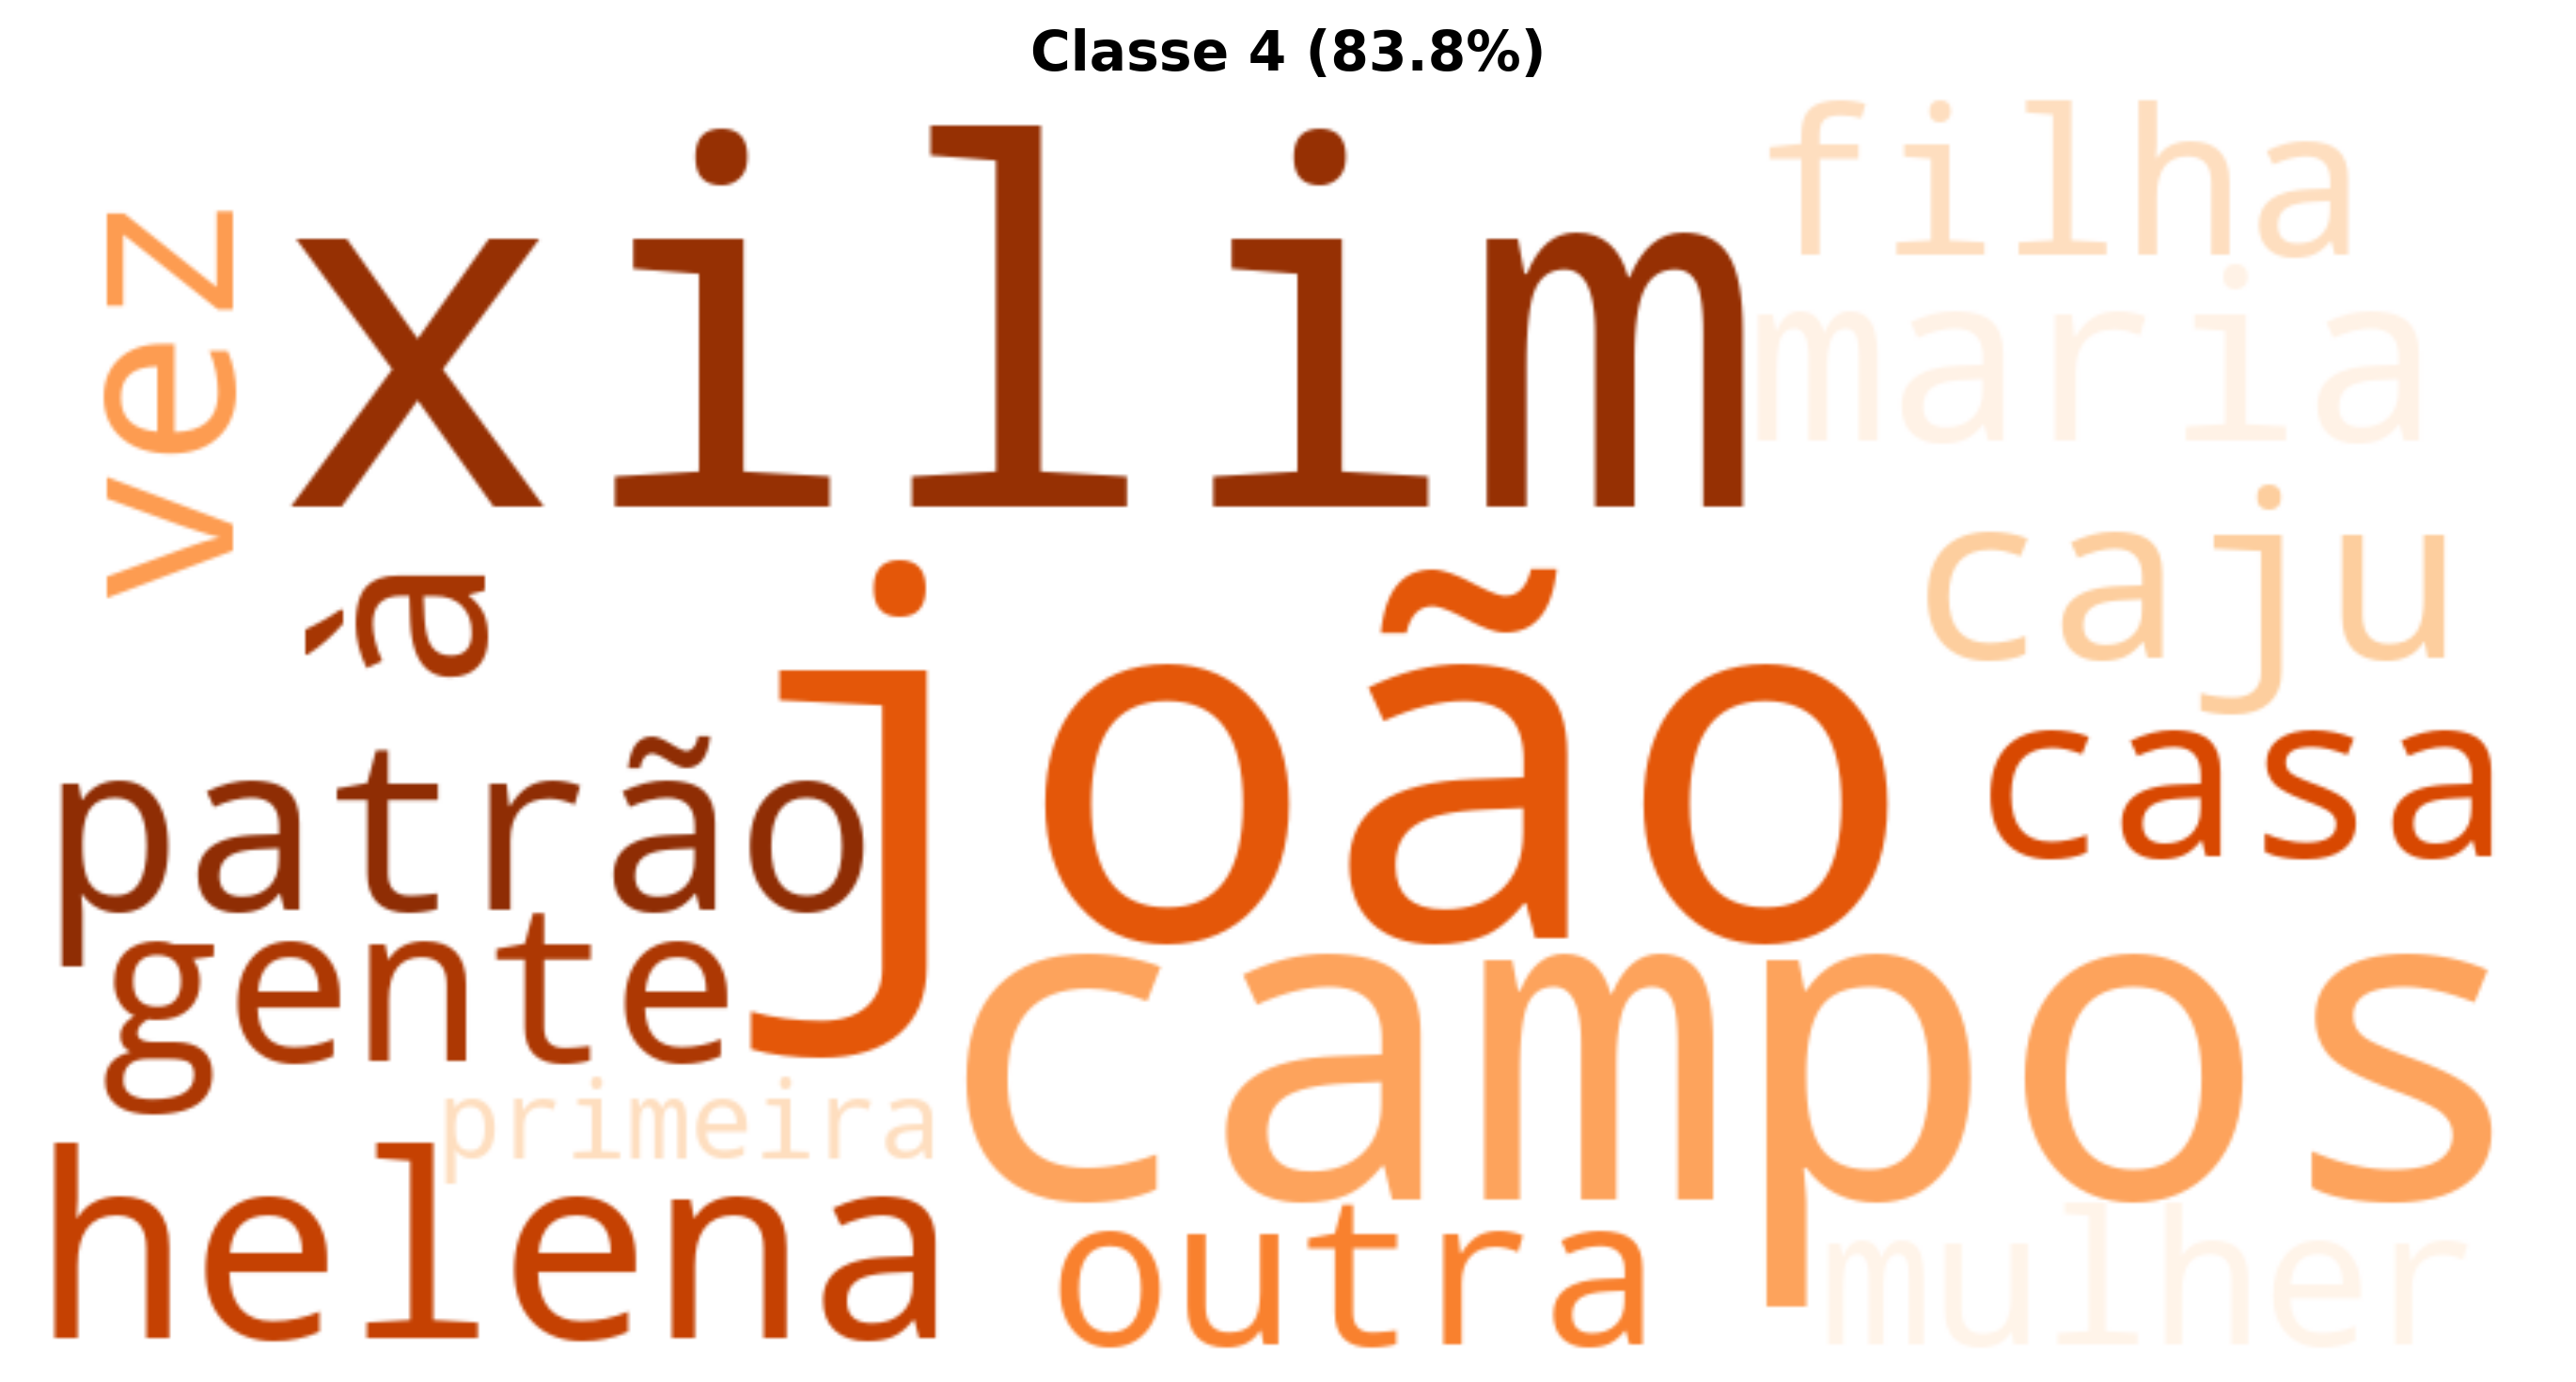 Classe 4 (83.8%)
filha
vez
xilim
maria
caju
à
joão
casa
patrão
gente
campos
primeira
helena
outra
mulher